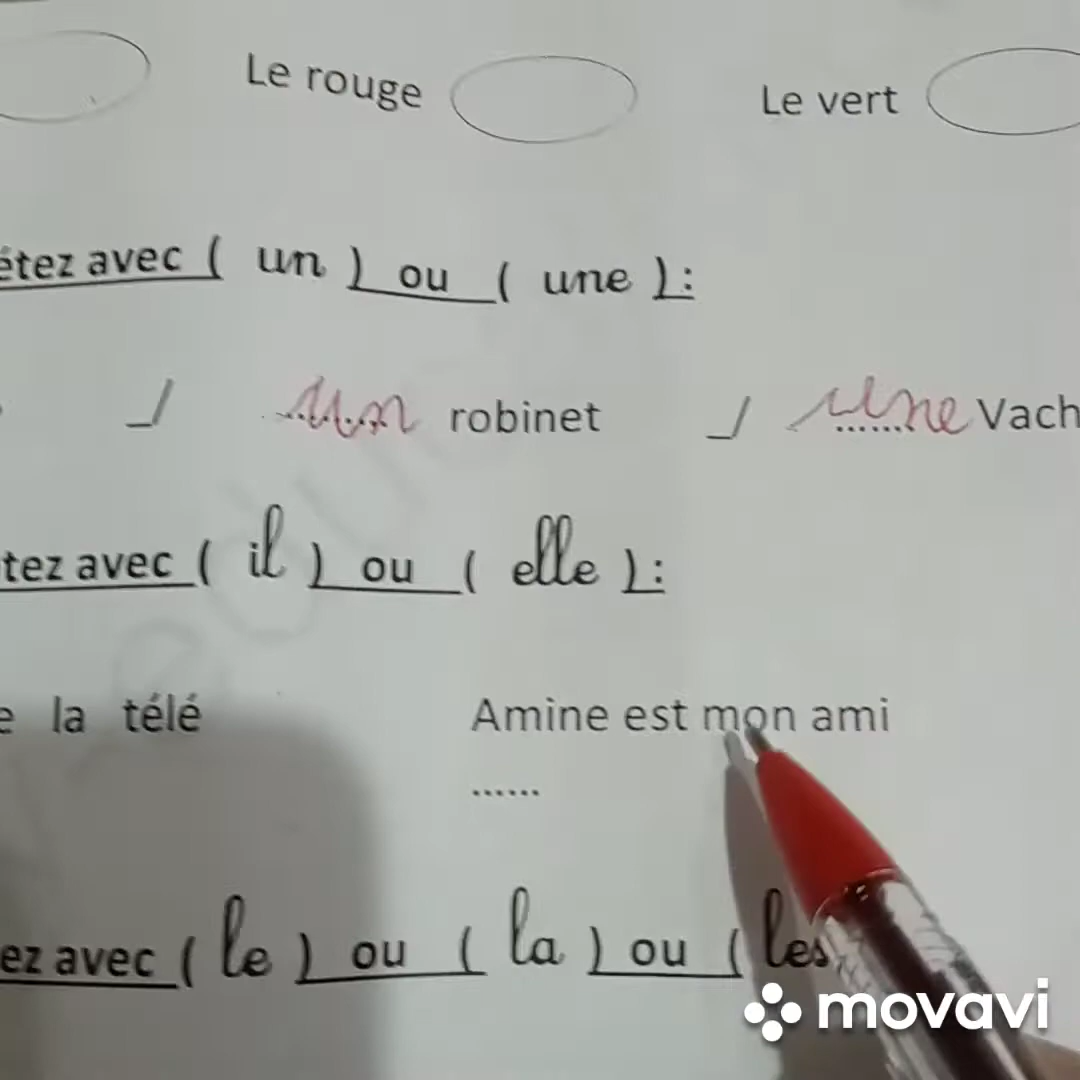 Le rouge Le vert
étez avec ( un ) ou ( une ):
un robinet une Vach
tez avec ( il ) ou ( elle ):
e la télé Amine est mon ami
......
ez avec ( le ) ou ( la ) ou ( les
movavi